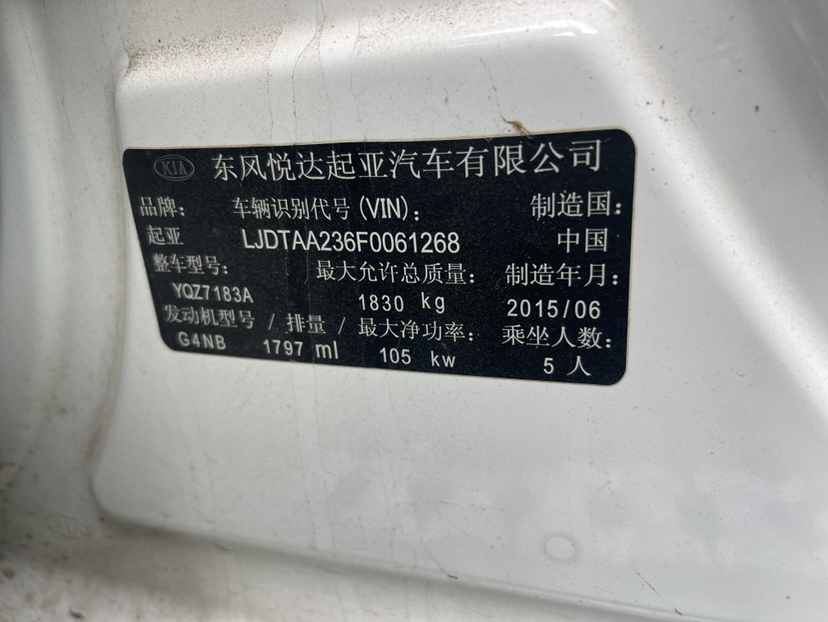 KIA 东风悦达起亚汽车有限公司
品牌: 车辆识别代号(VIN): 制造国:
起亚 LJDTAA236F0061268 中国
整车型号: 最大允许总质量: 制造年月:
YQZ7183A 1830 kg 2015/06
发动机型号 / 排量 / 最大净功率: 乘坐人数:
G4NB 1797 ml 105 kw 5 人